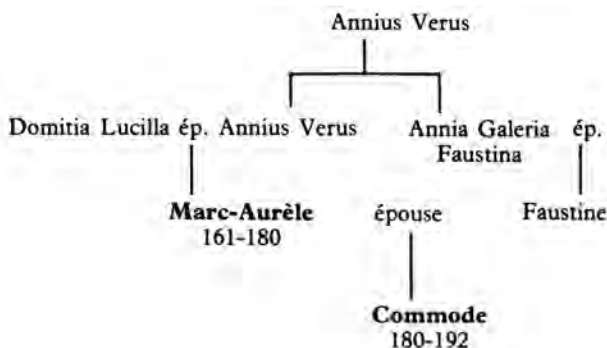 Annius Verus
Domitia Lucilla ép. Annius Verus Annia Galeria ép.
Faustina
Marc-Aurèle épouse Faustine
161-180
Commode
180-192